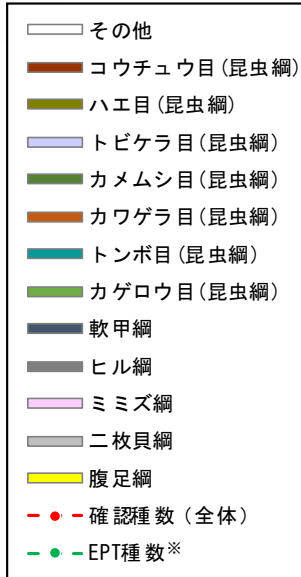 その他
コウチュウ目(昆虫綱)
ハエ目(昆虫綱)
トビケラ目(昆虫綱)
カメムシ目(昆虫綱)
カワゲラ目(昆虫綱)
トンボ目(昆虫綱)
カゲロウ目(昆虫綱)
軟甲綱
ヒル綱
ミミズ綱
二枚貝綱
腹足綱
確認種数（全体）
EPT種数※